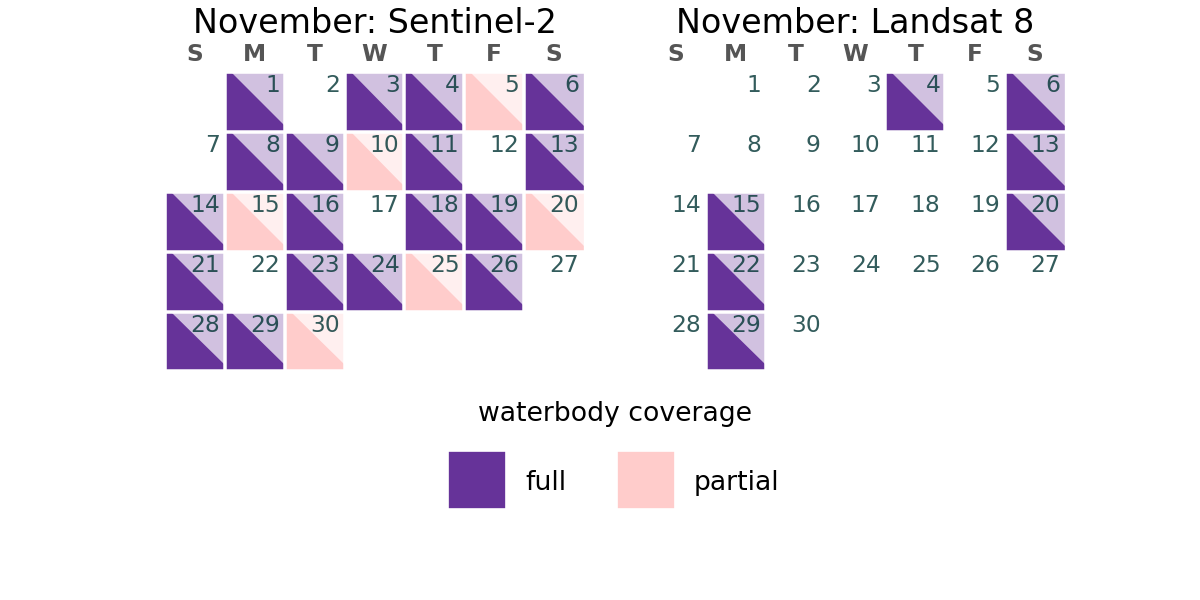 November: Sentinel-2
S M T W T F S
1 2 3 4 5 6
7 8 9 10 11 12 13
14 15 16 17 18 19 20
21 22 23 24 25 26 27
28 29 30
November: Landsat 8
S M T W T F S
1 2 3 4 5 6
7 8 9 10 11 12 13
14 15 16 17 18 19 20
21 22 23 24 25 26 27
28 29 30
waterbody coverage
full
partial